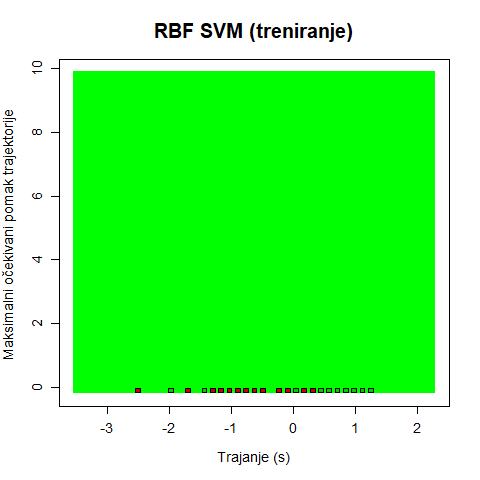 RBF SVM (treniranje)
Maksimalni očekivani pomak trajektorije
10
8
6
4
2
0
-3 -2 -1 0 1 2
Trajanje (s)